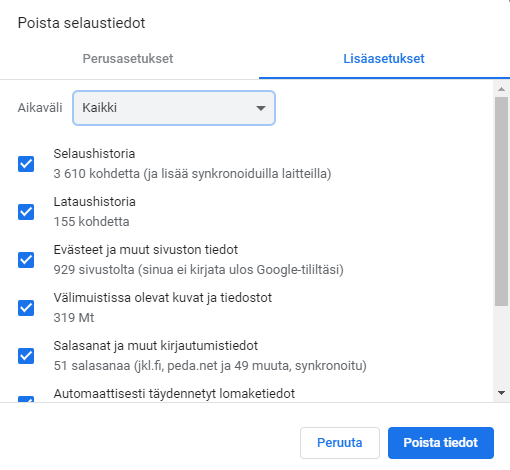 Poista selaustiedot
Perusasetukset
Lisäasetukset
Aikaväli
Kaikki
Selaushistoria
3 610 kohdetta (ja lisää synkronoiduilla laitteilla)
Lataushistoria
155 kohdetta
Evästeet ja muut sivuston tiedot
929 sivustolta (sinua ei kirjata ulos Google-tililtäsi)
Välimuistissa olevat kuvat ja tiedostot
319 Mt
Salasanat ja muut kirjautumistiedot
51 salasanaa (jkl.fi, peda.net ja 49 muuta, synkronoitu)
Automaattisesti täydennetyt lomaketiedot
Peruuta
Poista tiedot